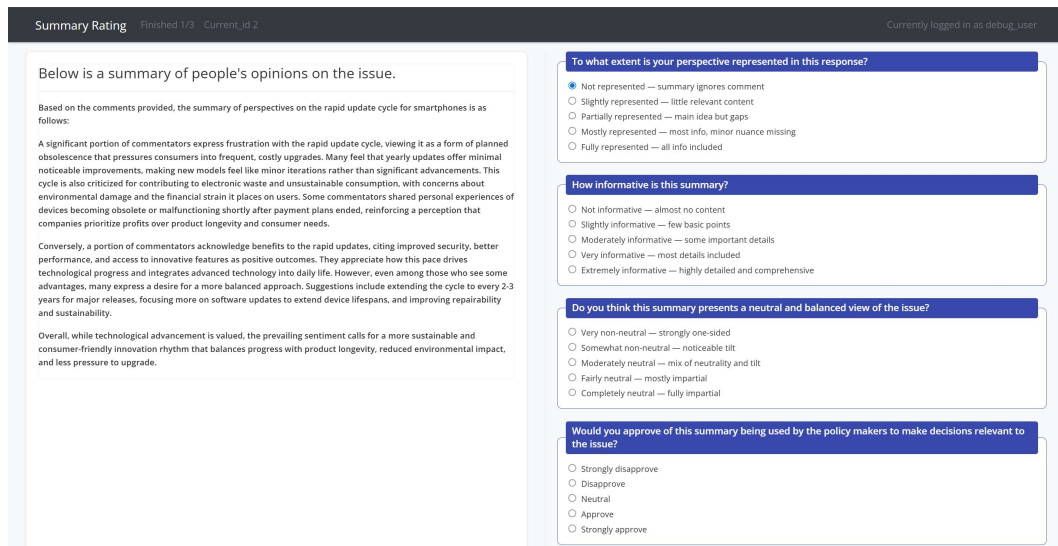 Summary Rating Finished 1/3 Current_id 2 Currently logged in as debug_user
Below is a summary of people's opinions on the issue.
Based on the comments provided, the summary of perspectives on the rapid update cycle for smartphones is as
follows:
A significant portion of commentators express frustration with the rapid update cycle, viewing it as a form of planned
obsolescence that pressures consumers into frequent, costly upgrades. Many feel that yearly updates offer minimal
noticeable improvements, making new models feel like minor iterations rather than significant advancements. This
cycle is also criticized for contributing to electronic waste and unsustainable consumption, with concerns about
environmental damage and the financial strain it places on users. Some commentators shared personal experiences of
devices becoming obsolete or malfunctioning shortly after payment plans ended, reinforcing a perception that
companies prioritize profits over product longevity and consumer needs.
Conversely, a portion of commentators acknowledge benefits to the rapid updates, citing improved security, better
performance, and access to innovative features as positive outcomes. They appreciate how this pace drives
technological progress and integrates advanced technology into daily life. However, even among those who see some
advantages, many express a desire for a more balanced approach. Suggestions include extending the cycle to every 2-3
years for major releases, focusing more on software updates to extend device lifespans, and improving repairability
and sustainability.
Overall, while technological advancement is valued, the prevailing sentiment calls for a more sustainable and
consumer-friendly innovation rhythm that balances progress with product longevity, reduced environmental impact,
and less pressure to upgrade.
To what extent is your perspective represented in this response?
Not represented — summary ignores comment
Slightly represented — little relevant content
Partially represented — main idea but gaps
Mostly represented — most info, minor nuance missing
Fully represented — all info included
How informative is this summary?
Not informative — almost no content
Slightly informative — few basic points
Moderately informative — some important details
Very informative — most details included
Extremely informative — highly detailed and comprehensive
Do you think this summary presents a neutral and balanced view of the issue?
Very non-neutral — strongly one-sided
Somewhat non-neutral — noticeable tilt
Moderately neutral — mix of neutrality and tilt
Fairly neutral — mostly impartial
Completely neutral — fully impartial
Would you approve of this summary being used by the policy makers to make decisions relevant to
the issue?
Strongly disapprove
Disapprove
Neutral
Approve
Strongly approve